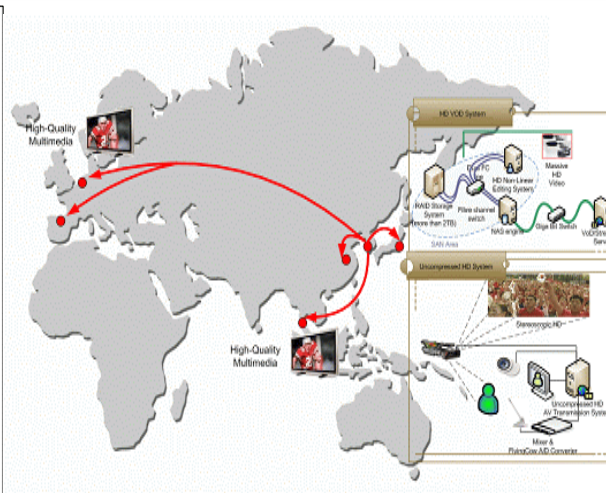 High-Quality
Multimedia
High-Quality
Multimedia
HD VOD System
HD Non-Linear
Editing System
Massive
HD
Video
RAID Storage
System
(more than 2TB)
Fibre channel
switch
NAS engine
Giga Bit Switch
SAN Area
Uncompressed HD System
Stereoscopic HD
Uncompressed HD
AV Transmission Syste
Mixer &
FlyingCow A/D Converter